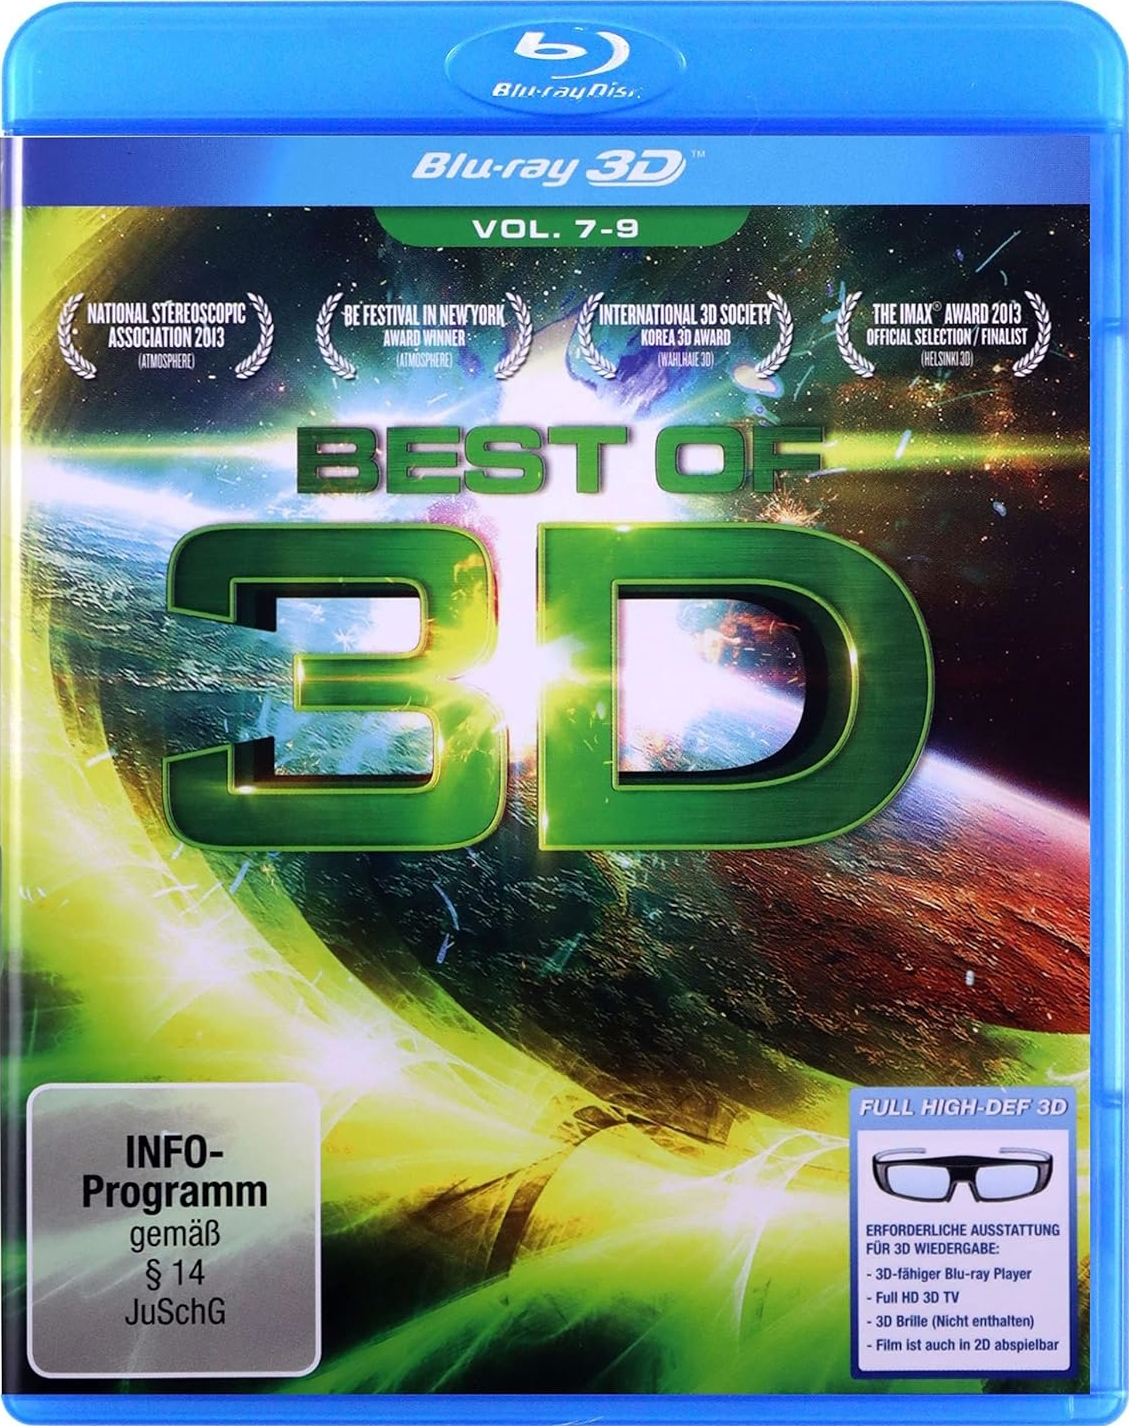 Blu-ray Disc
Blu-ray 3D™
VOL. 7-9
NATIONAL STEREOSCOPIC
ASSOCIATION 2013
(ATMOSPHERE)
BE FESTIVAL IN NEW YORK
AWARD WINNER
(ATMOSPHERE)
INTERNATIONAL 3D SOCIETY
KOREA 3D AWARD
(WAHLHAIE 3D)
THE IMAX® AWARD 2013
OFFICIAL SELECTION / FINALIST
(HELSINKI 3D)
BEST OF
3D
INFO-
Programm
gemäß
§ 14
JuSchG
FULL HIGH-DEF 3D
ERFORDERLICHE AUSSTATTUNG
FÜR 3D WIEDERGABE:
- 3D-fähiger Blu-ray Player
- Full HD 3D TV
- 3D Brille (Nicht enthalten)
- Film ist auch in 2D abspielbar